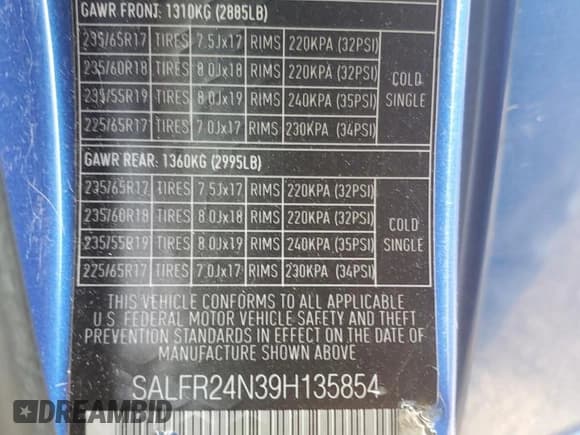 GAWR FRONT: 1310KG (2885LB)
235/65R17 TIRES 7.5Jx17 RIMS 220KPA (32PSI)
235/60R18 TIRES 8.0Jx18 RIMS 220KPA (32PSI)
235/55R19 TIRES 8.0Jx19 RIMS 240KPA (35PSI)
225/65R17 TIRES 7.0Jx17 RIMS 230KPA (34PSI)
COLD
SINGLE
GAWR REAR: 1360KG (2995LB)
235/65R17 TIRES 7.5Jx17 RIMS 220KPA (32PSI)
235/60R18 TIRES 8.0Jx18 RIMS 220KPA (32PSI)
235/55R19 TIRES 8.0Jx19 RIMS 240KPA (35PSI)
225/65R17 TIRES 7.0Jx17 RIMS 230KPA (34PSI)
COLD
SINGLE
THIS VEHICLE CONFORMS TO ALL APPLICABLE
U.S. FEDERAL MOTOR VEHICLE SAFETY AND THEFT
PREVENTION STANDARDS IN EFFECT ON THE DATE OF
MANUFACTURE SHOWN ABOVE
SALFR24N39H135854
DREAMBID